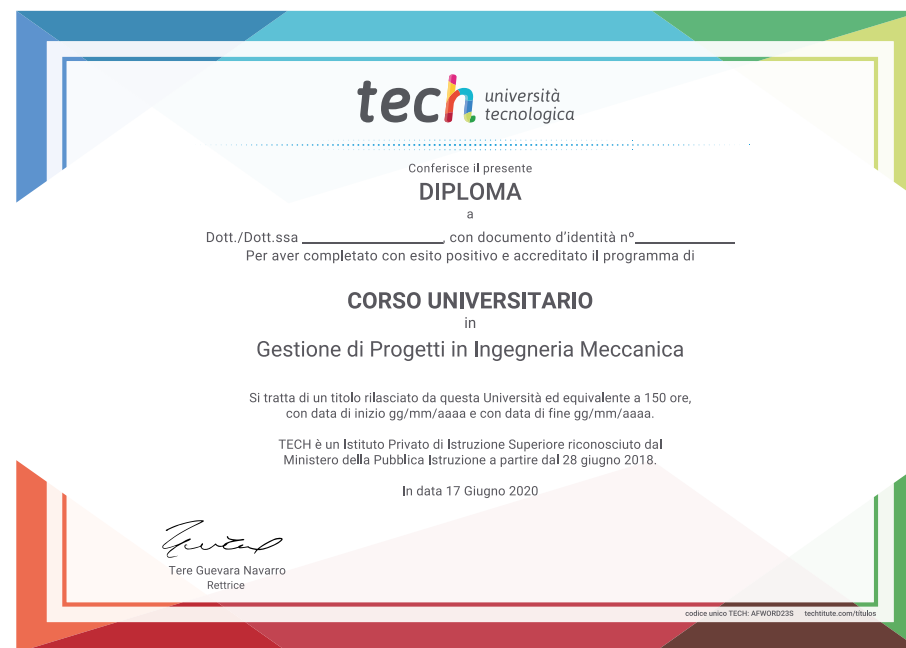 tech università
tecnologica
Conferisce il presente
DIPLOMA
a
Dott./Dott.ssa ___________________, con documento d'identità nº______________
Per aver completato con esito positivo e accreditato il programma di
CORSO UNIVERSITARIO
in
Gestione di Progetti in Ingegneria Meccanica
Si tratta di un titolo rilasciato da questa Università ed equivalente a 150 ore,
con data di inizio gg/mm/aaaa e con data di fine gg/mm/aaaa.
TECH è un Istituto Privato di Istruzione Superiore riconosciuto dal
Ministero della Pubblica Istruzione a partire dal 28 giugno 2018.
In data 17 Giugno 2020
Tere Guevara Navarro
Rettrice
codice unico TECH: AFWORD23S techtitute.com/titulos